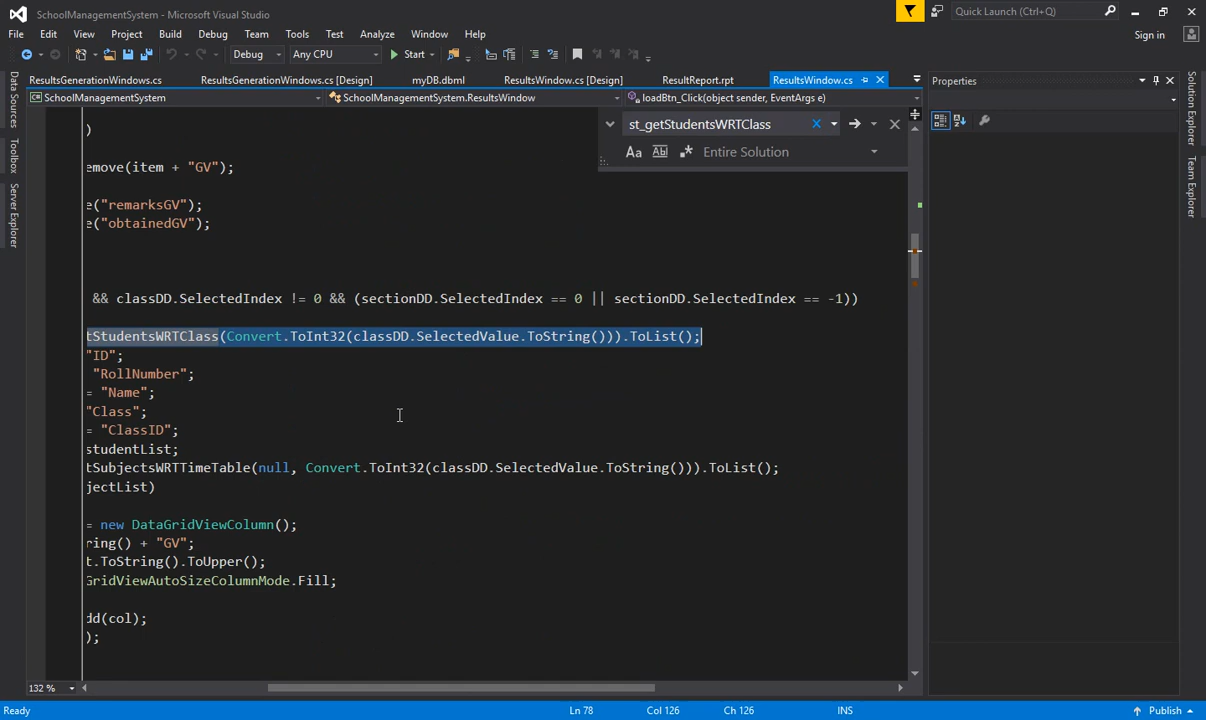 SchoolManagementSystem - Microsoft Visual Studio
Quick Launch (Ctrl+Q)
File Edit View Project Build Debug Team Tools Test Analyze Window Help
Sign in
Debug Any CPU Start
ResultsGenerationWindow.cs ResultsGenerationWindow.cs [Design] myDB.dbml ResultsWindow.cs [Design] ResultReport.rpt ResultsWindow.cs
Properties
SchoolManagementSystem SchoolManagementSystem.ResultsWindow loadBtn_Click(object sender, EventArgs e)
Data Sources
Toolbox
Server Explorer
Solution Explorer
Team Explorer
st_getStudentsWRTClass
Aa Ab Entire Solution
)
emove(item + "GV");
e("remarksGV");
e("obtainedGV");
&& classDD.SelectedIndex != 0 && (sectionDD.SelectedIndex == 0 || sectionDD.SelectedIndex == -1))
tStudentsWRTClass(Convert.ToInt32(classDD.SelectedValue.ToString())).ToList();
"ID";
"RollNumber";
= "Name";
"Class";
= "ClassID";
studentList;
tSubjectsWRTTimeTable(null, Convert.ToInt32(classDD.SelectedValue.ToString())).ToList();
jectList)
= new DataGridViewColumn();
ring() + "GV";
t.ToString().ToUpper();
GridViewAutoSizeColumnMode.Fill;
dd(col);
);
132 %
Ready Ln 78 Col 126 Ch 126 INS Publish